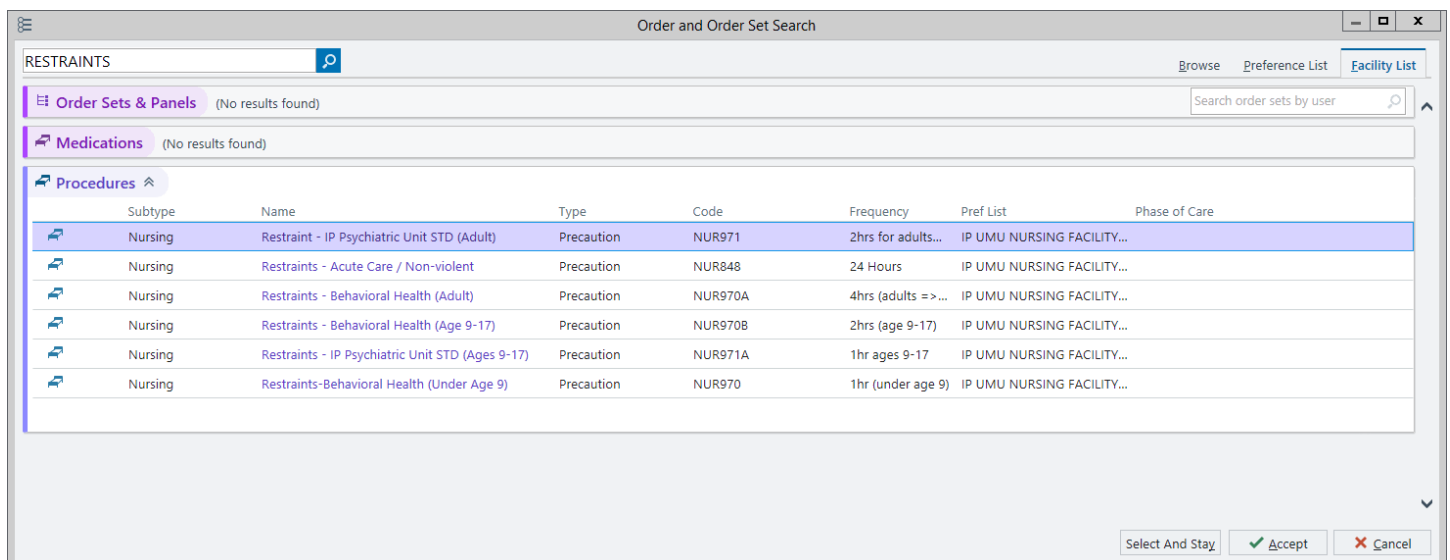 Order and Order Set Search
RESTRAINTS
Browse Preference List Facility List
Order Sets & Panels (No results found) Search order sets by user
Medications (No results found)
Procedures
Subtype Name Type Code Frequency Pref List Phase of Care
Nursing Restraint - IP Psychiatric Unit STD (Adult) Precaution NUR971 2hrs for adults... IP UMU NURSING FACILITY...
Nursing Restraints - Acute Care / Non-violent Precaution NUR848 24 Hours IP UMU NURSING FACILITY...
Nursing Restraints - Behavioral Health (Adult) Precaution NUR970A 4hrs (adults =>... IP UMU NURSING FACILITY...
Nursing Restraints - Behavioral Health (Age 9-17) Precaution NUR970B 2hrs (age 9-17) IP UMU NURSING FACILITY...
Nursing Restraints - IP Psychiatric Unit STD (Ages 9-17) Precaution NUR971A 1hr ages 9-17 IP UMU NURSING FACILITY...
Nursing Restraints-Behavioral Health (Under Age 9) Precaution NUR970 1hr (under age 9) IP UMU NURSING FACILITY...
Select And Stay Accept Cancel